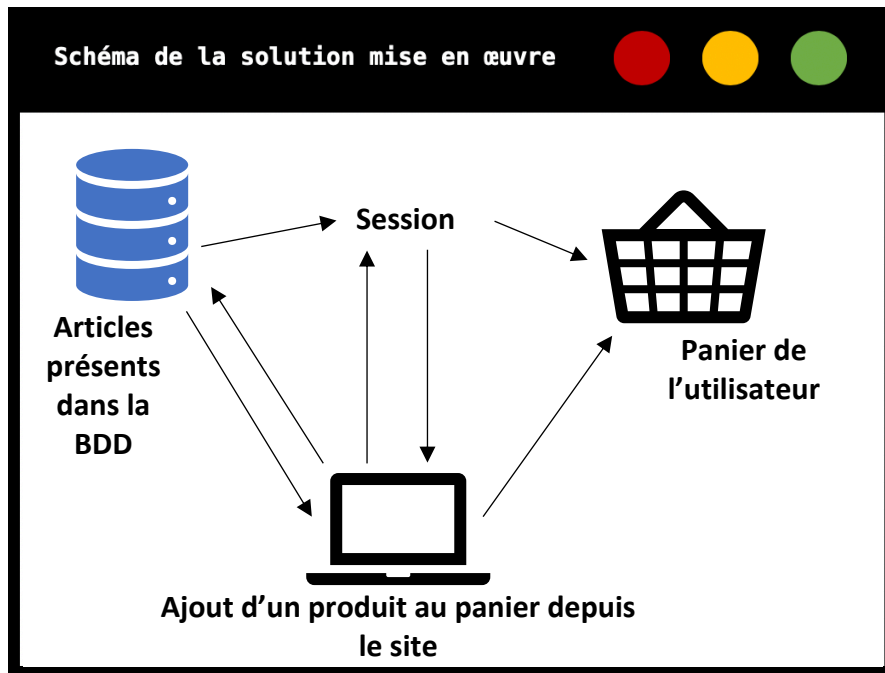 Schéma de la solution mise en œuvre
Session
Articles
présents
dans la
BDD
Panier de
l’utilisateur
Ajout d’un produit au panier depuis
le site